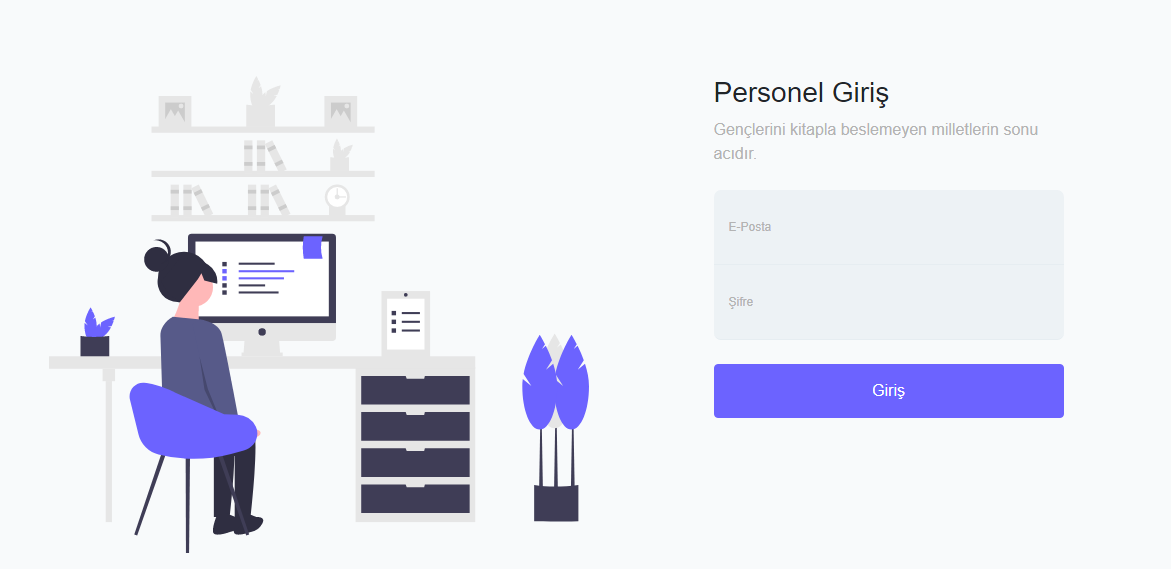 Personel Giriş
Gençlerini kitapla beslemeyen milletlerin sonu
acıdır.
E-Posta
Şifre
Giriş